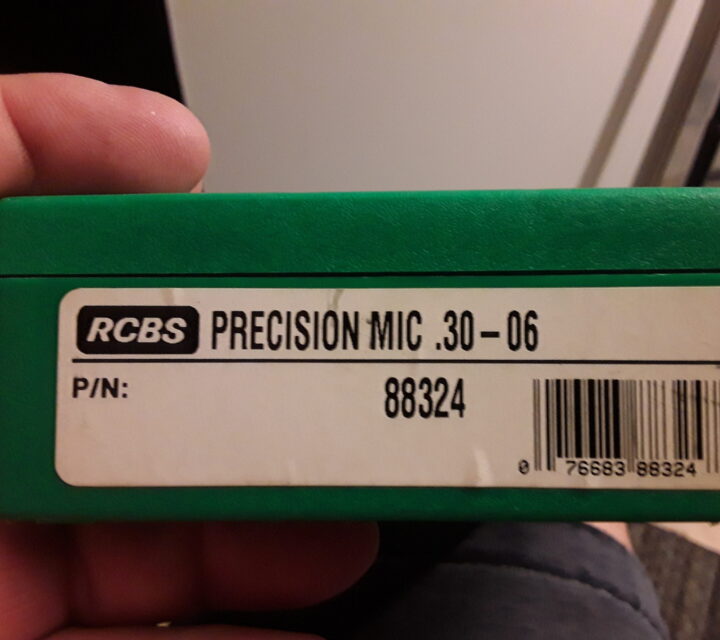 RCBS PRECISION MIC .30-06
P/N: 88324
0 76683 88324